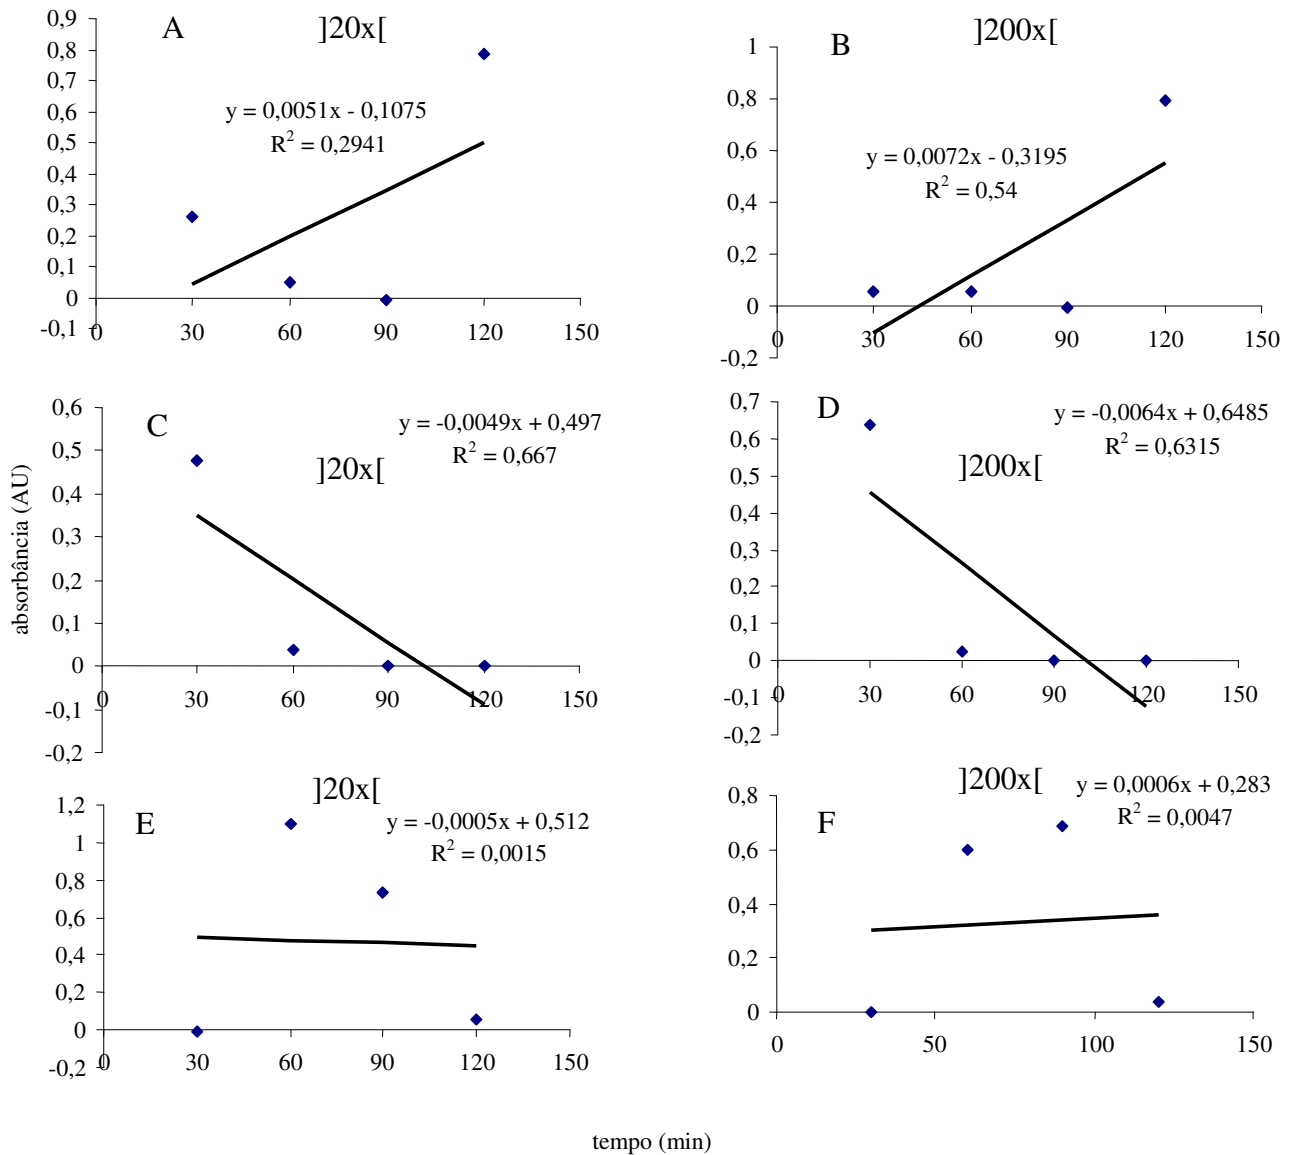 A
]20x[
y = 0,0051x - 0,1075
R² = 0,2941
0,9
0,8
0,7
0,6
0,5
0,4
0,3
0,2
0,1
0
-0,1
0 30 60 90 120 150
B
]200x[
y = 0,0072x - 0,3195
R² = 0,54
1
0,8
0,6
0,4
0,2
0
-0,2
0 30 60 90 120 150
absorbância (AU)
C
]20x[
y = -0,0049x + 0,497
R² = 0,667
0,6
0,5
0,4
0,3
0,2
0,1
0
-0,1
-0,2
0 30 60 90 120 150
D
]200x[
y = -0,0064x + 0,6485
R² = 0,6315
0,7
0,6
0,5
0,4
0,3
0,2
0,1
0
-0,1
-0,2
0 30 60 90 120 150
E
]20x[
y = -0,0005x + 0,512
R² = 0,0015
1,2
1
0,8
0,6
0,4
0,2
0
-0,2
0 30 60 90 120 150
F
]200x[
y = 0,0006x + 0,283
R² = 0,0047
0,8
0,6
0,4
0,2
0
0 50 100 150
tempo (min)